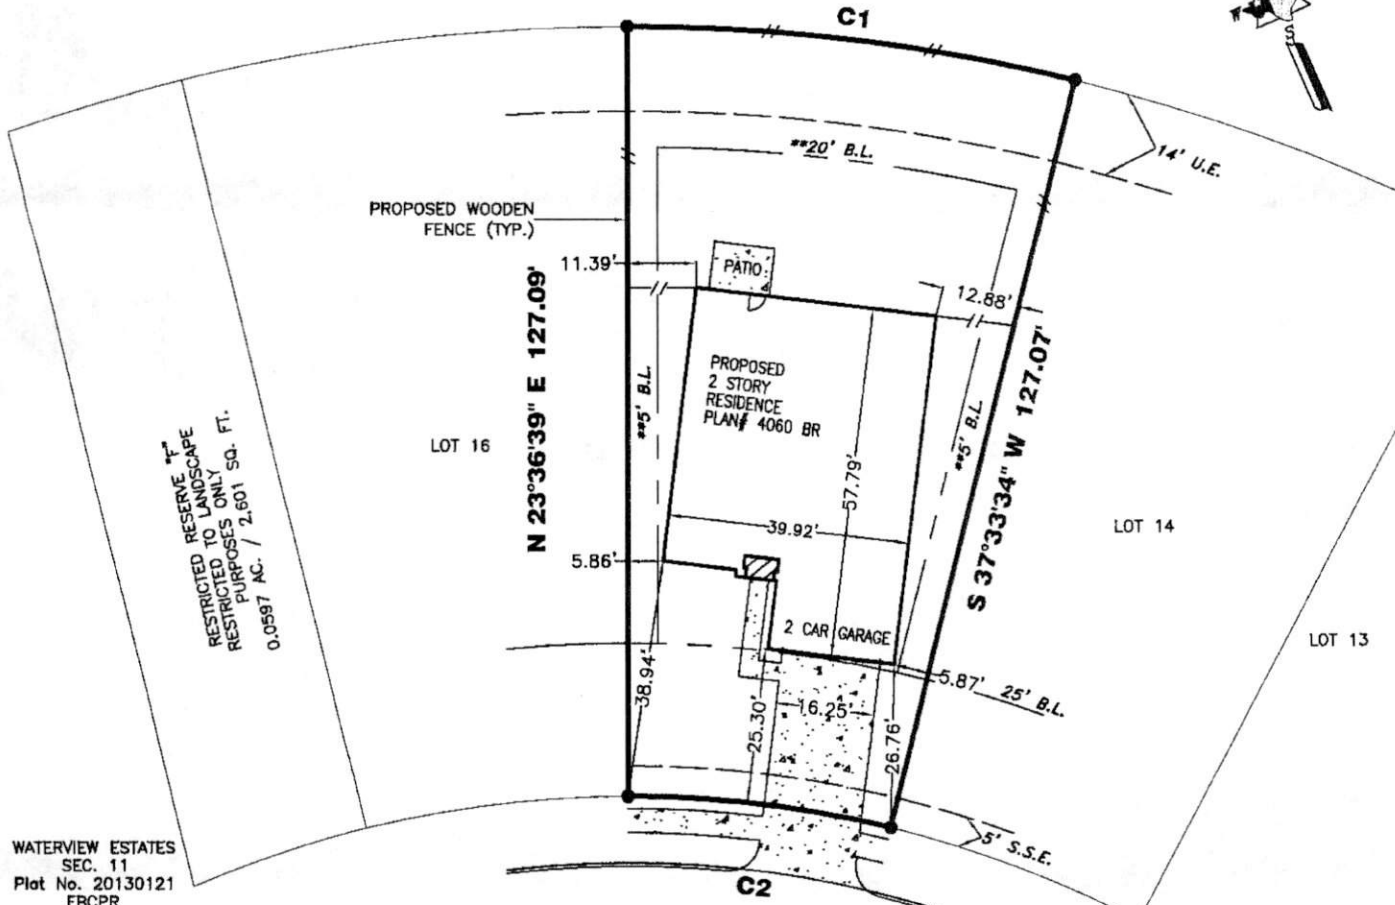 C1
W
S
14' U.E.
**20' B.L.
PROPOSED WOODEN
FENCE (TYP.)
11.39'
PATIO
12.88'
N 23°36'39" E 127.09'
**5' B.L.
PROPOSED
2 STORY
RESIDENCE
PLAN# 4060 BR
57.79'
**5' B.L.
S 37°33'34" W 127.07'
RESTRICTED RESERVE "F"
RESTRICTED TO LANDSCAPE
PURPOSES ONLY
0.0597 AC. / 2,601 SQ. FT.
LOT 16
39.92'
LOT 14
5.86'
2 CAR GARAGE
LOT 13
38.94'
5.87'
25' B.L.
25.30'
16.25'
26.76'
5' S.S.E.
WATERVIEW ESTATES
SEC. 11
Plat No. 20130121
FBCPR
C2